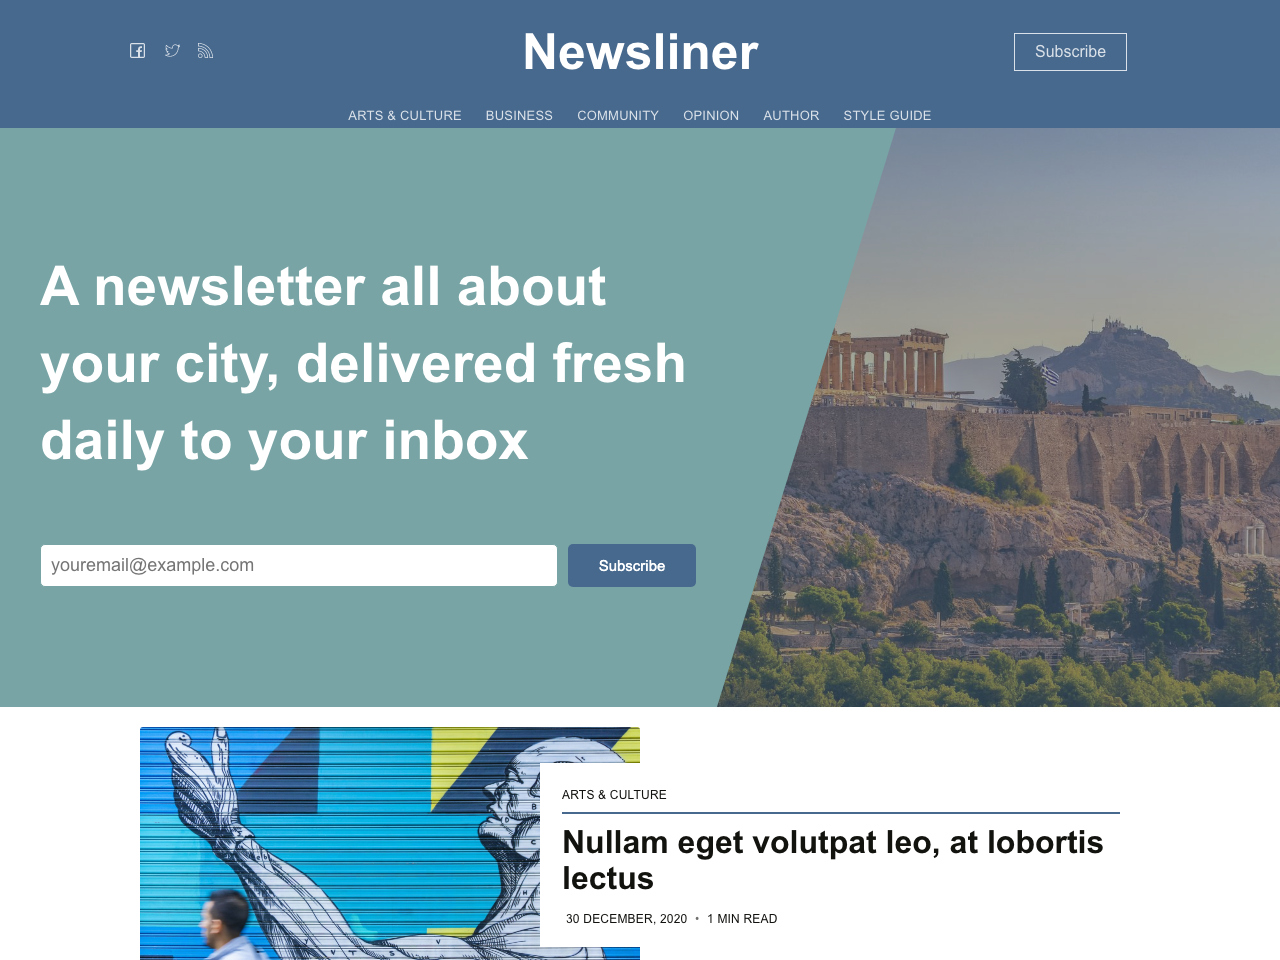 Newsliner
Subscribe
ARTS & CULTURE BUSINESS COMMUNITY OPINION AUTHOR STYLE GUIDE
A newsletter all about
your city, delivered fresh
daily to your inbox
youremail@example.com
Subscribe
ARTS & CULTURE
Nullam eget volutpat leo, at lobortis
lectus
30 DECEMBER, 2020 • 1 MIN READ